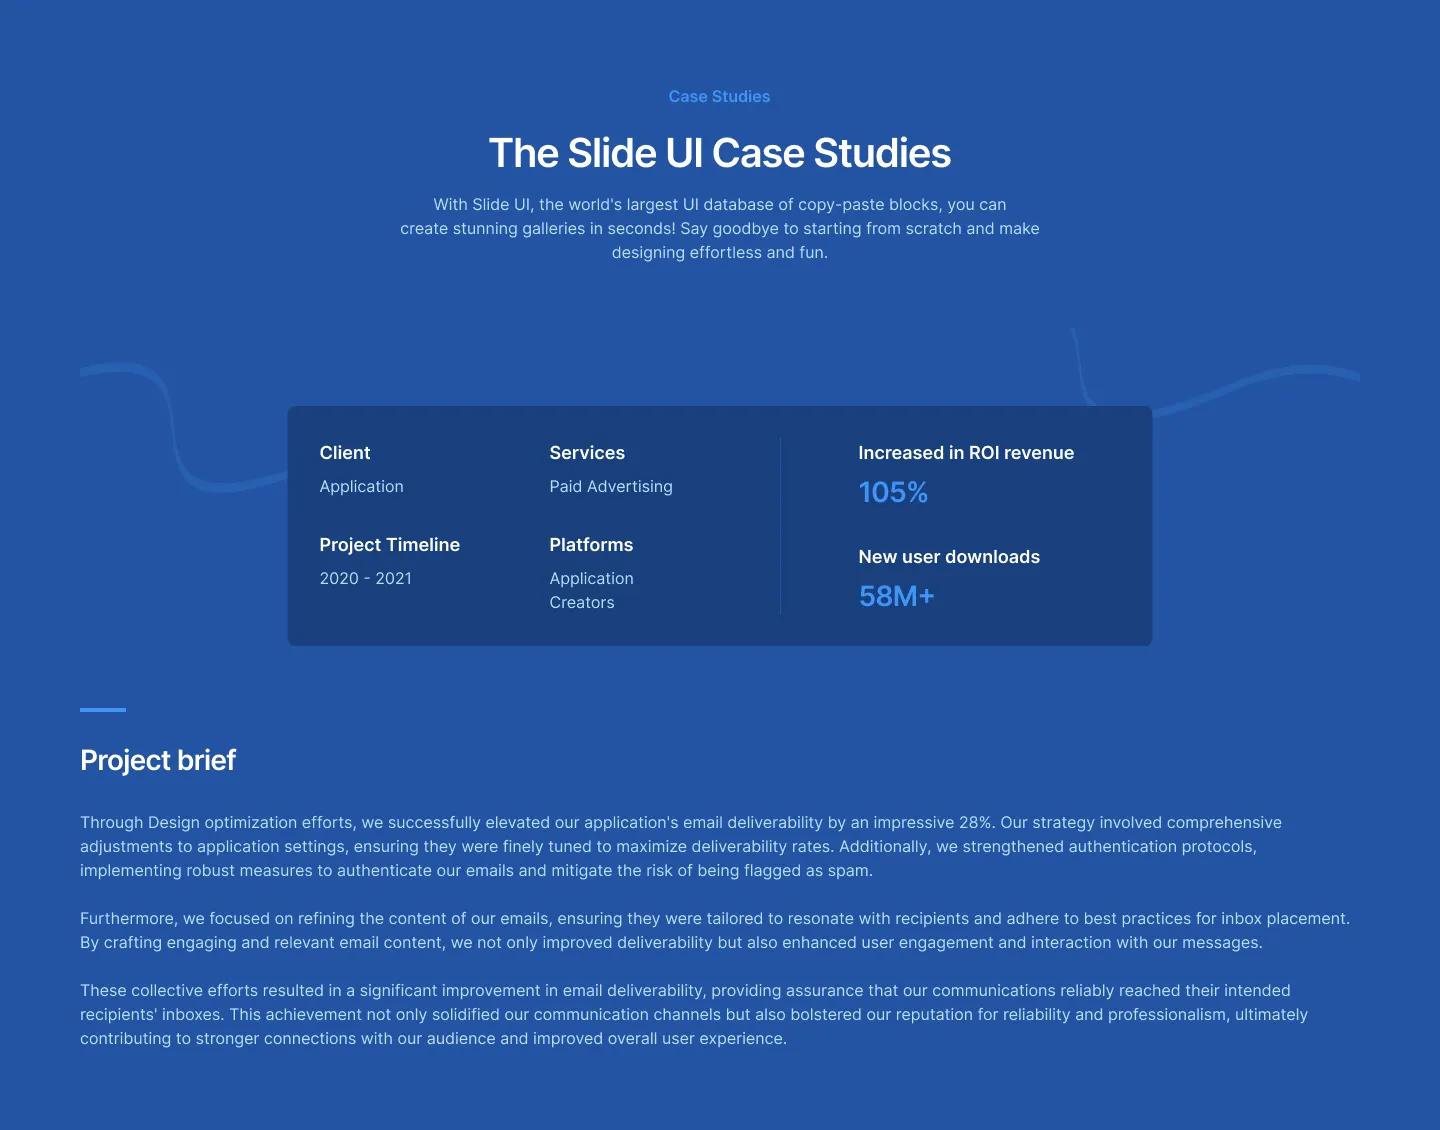 Case Studies
The Slide UI Case Studies
With Slide UI, the world's largest UI database of copy-paste blocks, you can
create stunning galleries in seconds! Say goodbye to starting from scratch and make
designing effortless and fun.
Client
Application
Services
Paid Advertising
Project Timeline
2020 - 2021
Platforms
Application
Creators
Increased in ROI revenue
105%
New user downloads
58M+
Project brief
Through Design optimization efforts, we successfully elevated our application's email deliverability by an impressive 28%. Our strategy involved comprehensive
adjustments to application settings, ensuring they were finely tuned to maximize deliverability rates. Additionally, we strengthened authentication protocols,
implementing robust measures to authenticate our emails and mitigate the risk of being flagged as spam.
Furthermore, we focused on refining the content of our emails, ensuring they were tailored to resonate with recipients and adhere to best practices for inbox placement.
By crafting engaging and relevant email content, we not only improved deliverability but also enhanced user engagement and interaction with our messages.
These collective efforts resulted in a significant improvement in email deliverability, providing assurance that our communications reliably reached their intended
recipients' inboxes. This achievement not only solidified our communication channels but also bolstered our reputation for reliability and professionalism, ultimately
contributing to stronger connections with our audience and improved overall user experience.